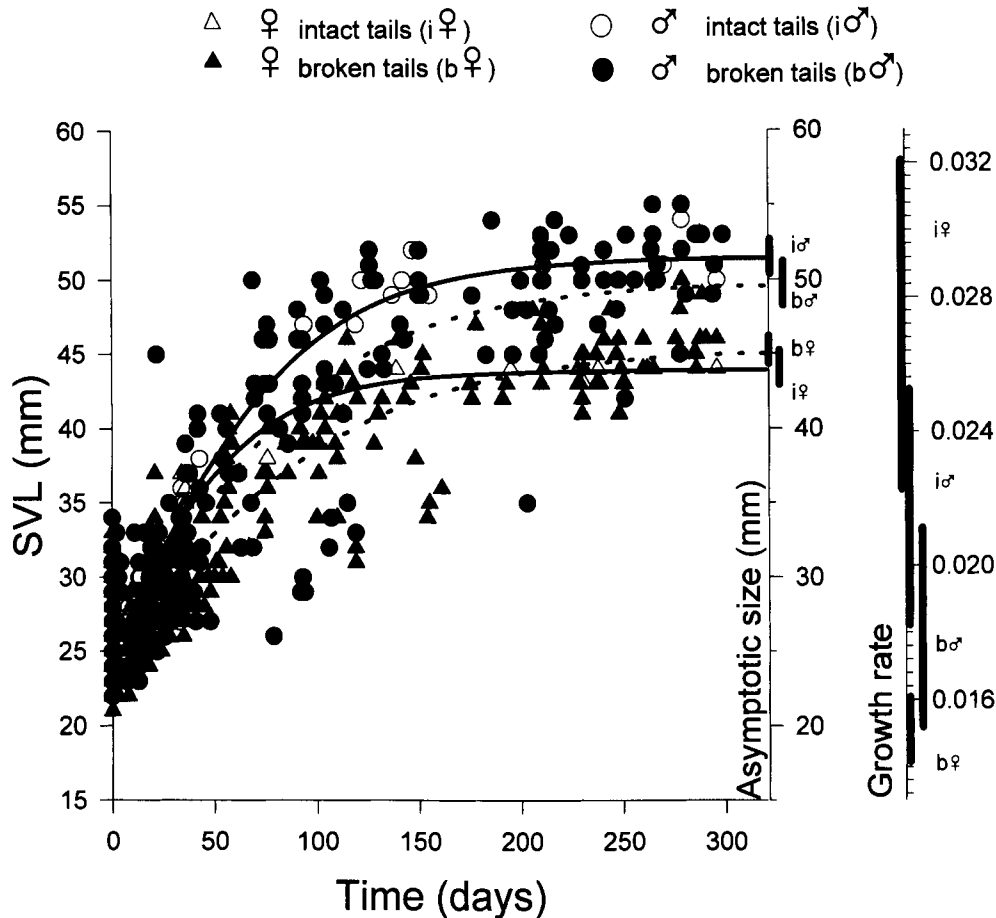 △ ♀ intact tails (i♀) ○ ♂ intact tails (i♂)
▲ ♀ broken tails (b♀) ● ♂ broken tails (b♂)
60
55
50
45
40
35
30
25
20
15
SVL (mm)
0 50 100 150 200 250 300
Time (days)
60
50
40
30
20
Asymptotic size (mm)
i♂
b♂
b♀
i♀
0.032
0.028
0.024
0.020
0.016
Growth rate
i♀
i♂
b♂
b♀